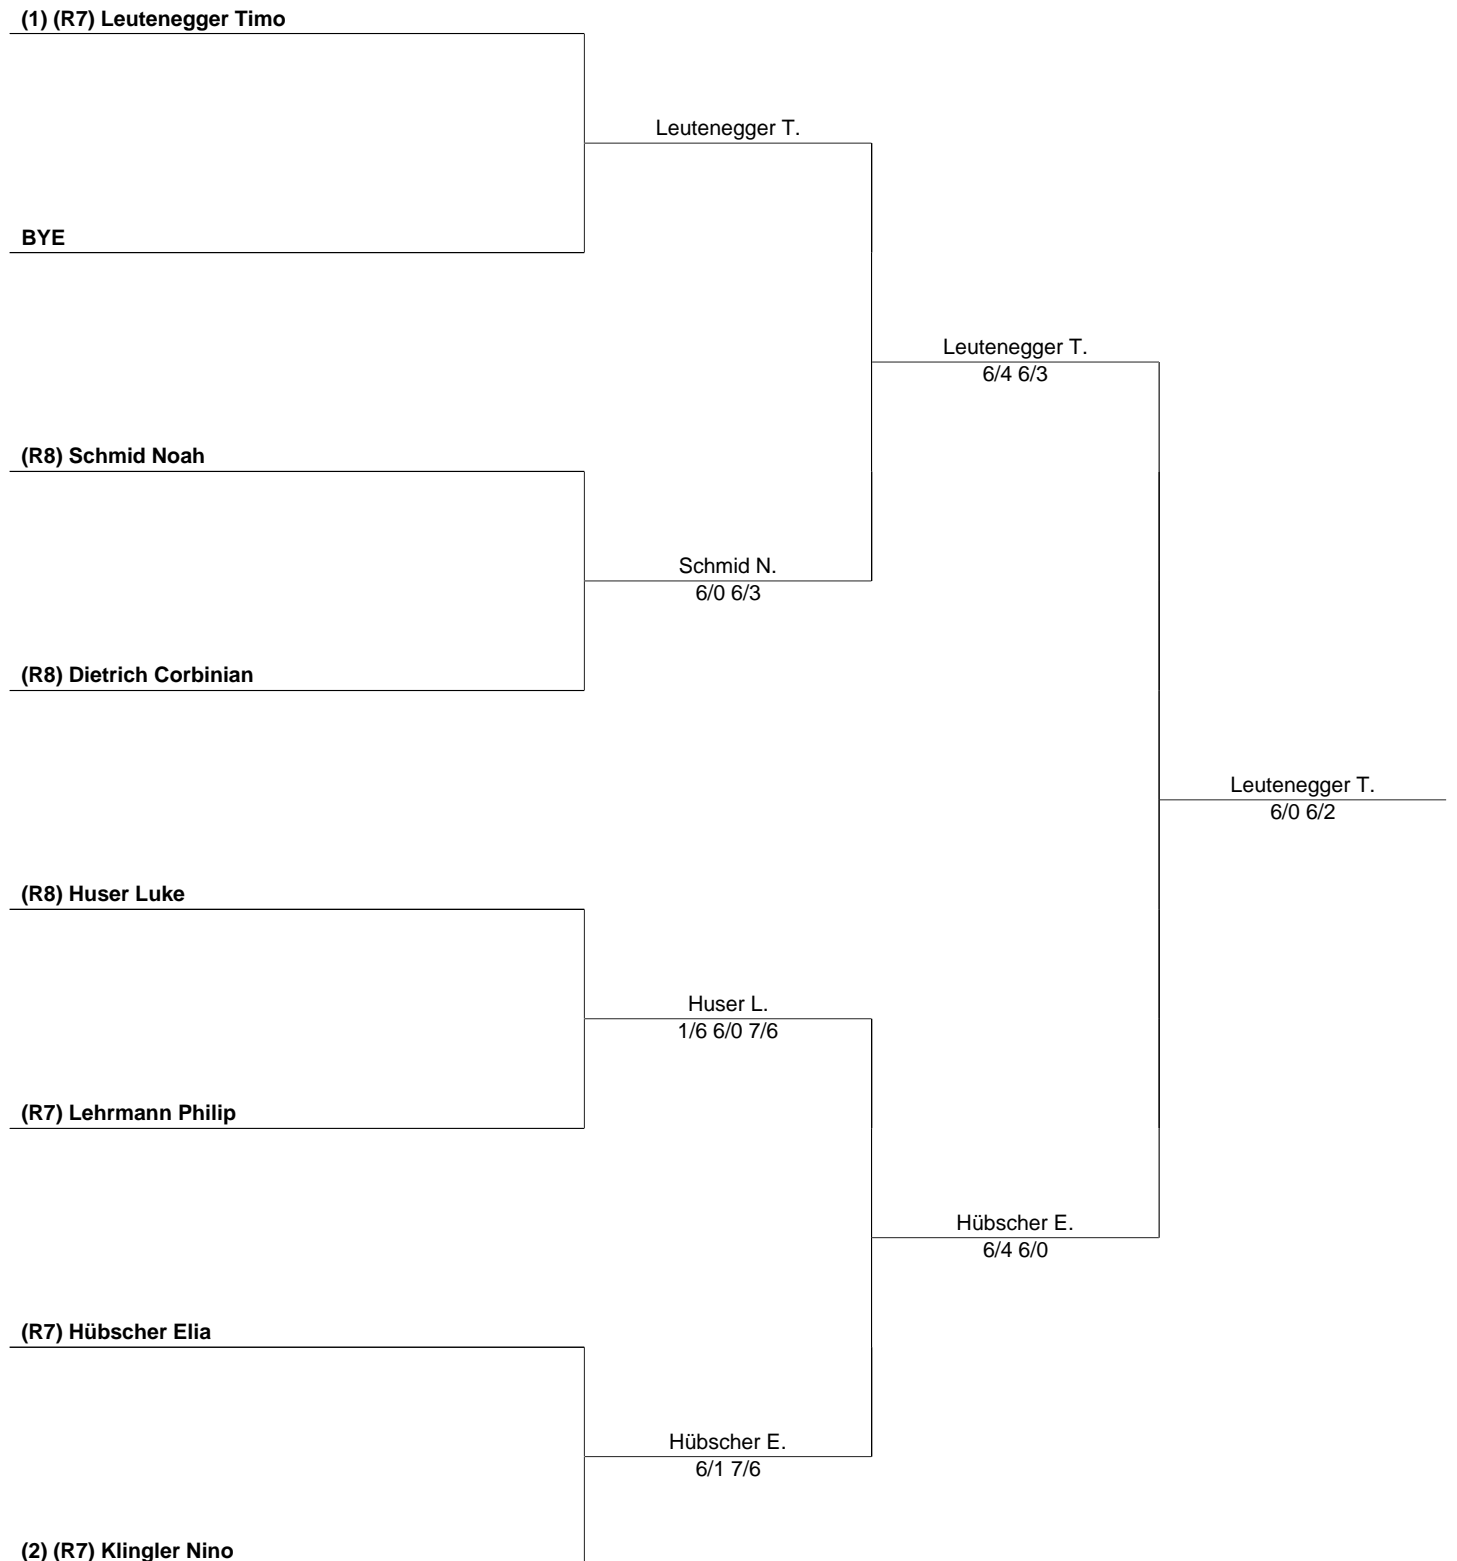 (1) (R7) Leutenegger Timo
Leutenegger T.
BYE
Leutenegger T.
6/4 6/3
(R8) Schmid Noah
Schmid N.
6/0 6/3
(R8) Dietrich Corbinian
Leutenegger T.
6/0 6/2
(R8) Huser Luke
Huser L.
1/6 6/0 7/6
(R7) Lehrmann Philip
Hübscher E.
6/4 6/0
(R7) Hübscher Elia
Hübscher E.
6/1 7/6
(2) (R7) Klingler Nino